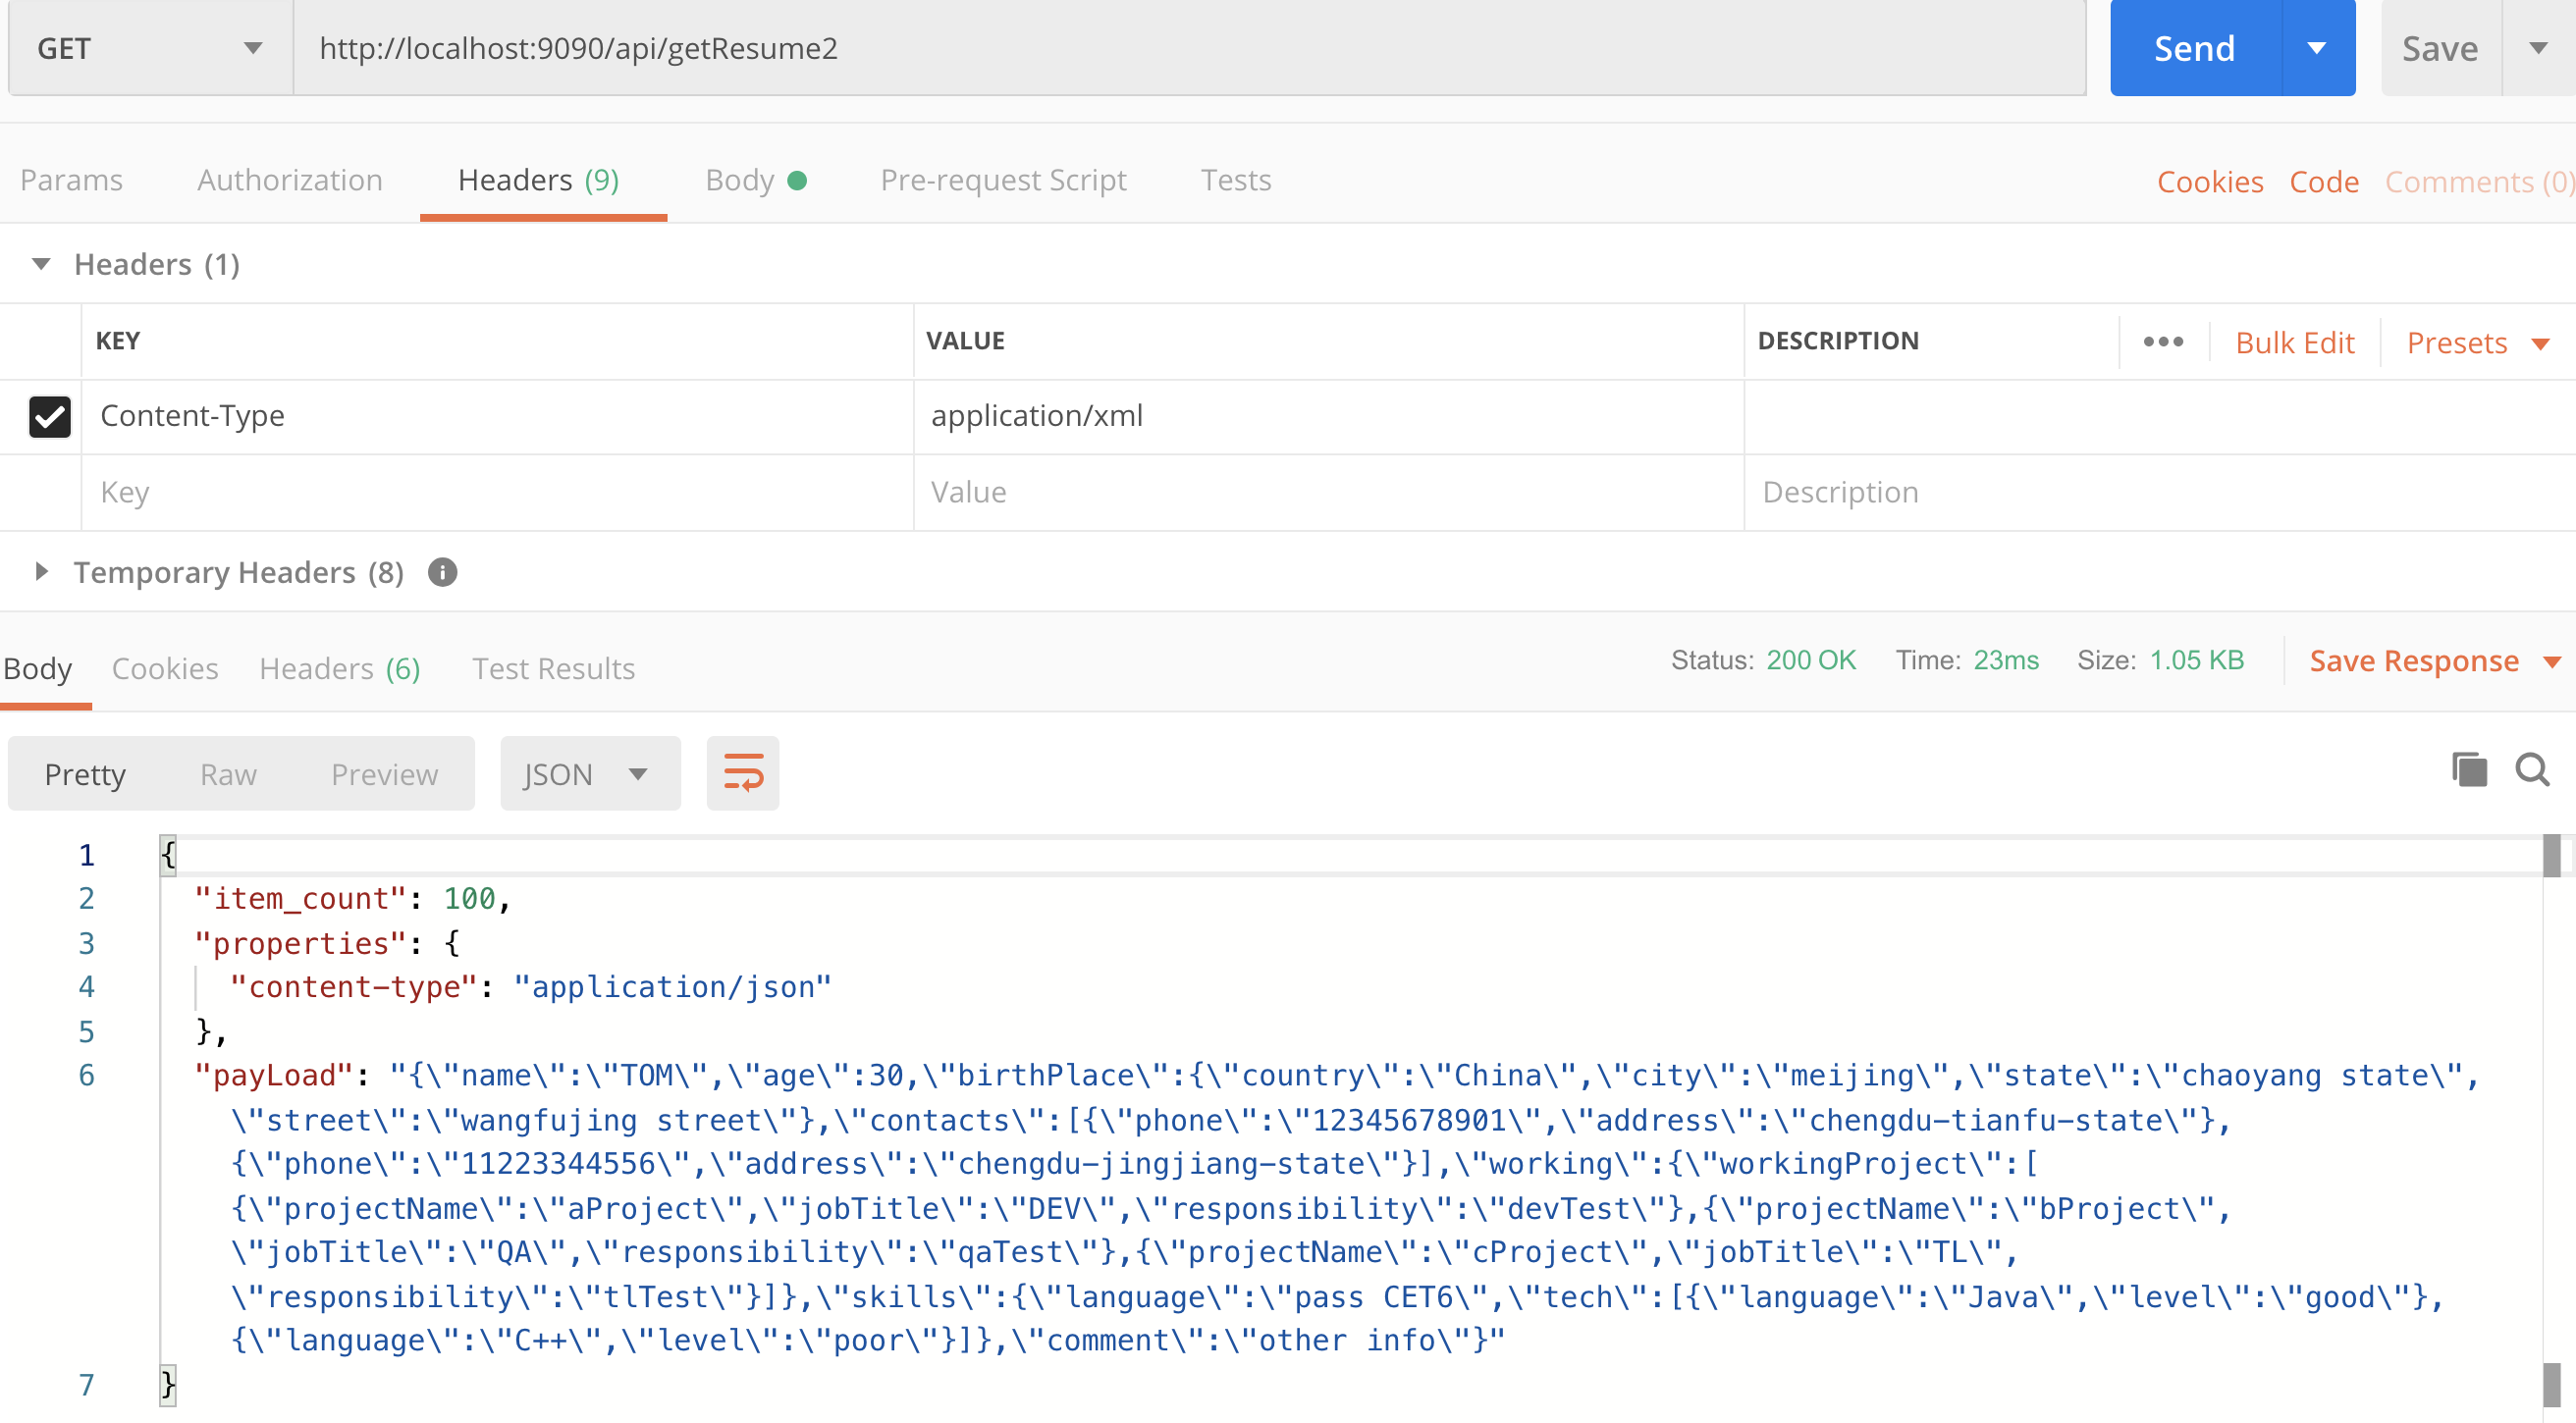 GET http://localhost:9090/api/getResume2 Send Save
Params Authorization Headers (9) Body Pre-request Script Tests Cookies Code Comments (0)
Headers (1)
KEY VALUE DESCRIPTION ••• Bulk Edit Presets
Content-Type application/xml
Key Value Description
Temporary Headers (8)
Body Cookies Headers (6) Test Results Status: 200 OK Time: 23ms Size: 1.05 KB Save Response
Pretty Raw Preview JSON
1 {
2 "item_count": 100,
3 "properties": {
4 "content-type": "application/json"
5 },
6 "payLoad": "{\"name\":\"TOM\",\"age\":30,\"birthPlace\":{\"country\":\"China\",\"city\":\"meijing\",\"state\":\"chaoyang state\",
\"street\":\"wangfujing street\"},\"contacts\":[{\"phone\":\"12345678901\",\"address\":\"chengdu-tianfu-state\"},
{\"phone\":\"11223344556\",\"address\":\"chengdu-jingjiang-state\"}],\"working\":{\"workingProject\":[
{\"projectName\":\"aProject\",\"jobTitle\":\"DEV\",\"responsibility\":\"devTest\"},{\"projectName\":\"bProject\",
\"jobTitle\":\"QA\",\"responsibility\":\"qaTest\"},{\"projectName\":\"cProject\",\"jobTitle\":\"TL\",
\"responsibility\":\"tlTest\"}]},\"skills\":{\"language\":\"pass CET6\",\"tech\":[{\"language\":\"Java\",\"level\":\"good\"},
{\"language\":\"C++\",\"level\":\"poor\"}]},\"comment\":\"other info\"}"
7 }